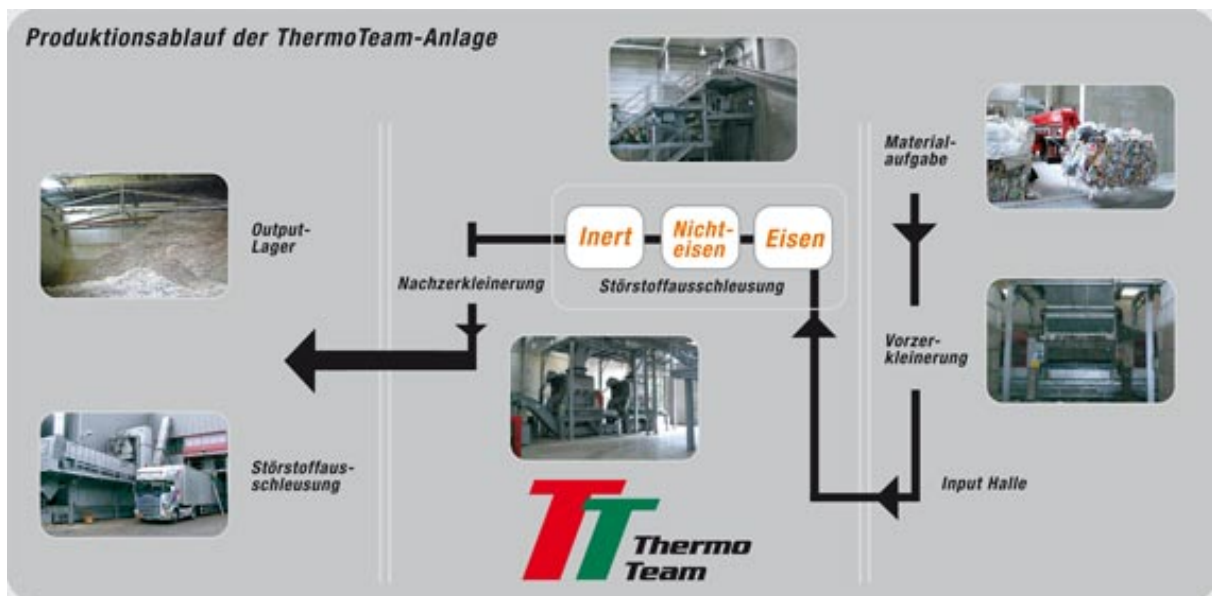 Produktionsablauf der ThermoTeam-Anlage
Material-
aufgabe
Vorzer-
kleinerung
Input Halle
Eisen
Nicht-
eisen
Inert
Störstoffausschleusung
Nachzerkleinerung
Output-
Lager
Störstoffaus-
schleusung
TT Thermo
Team